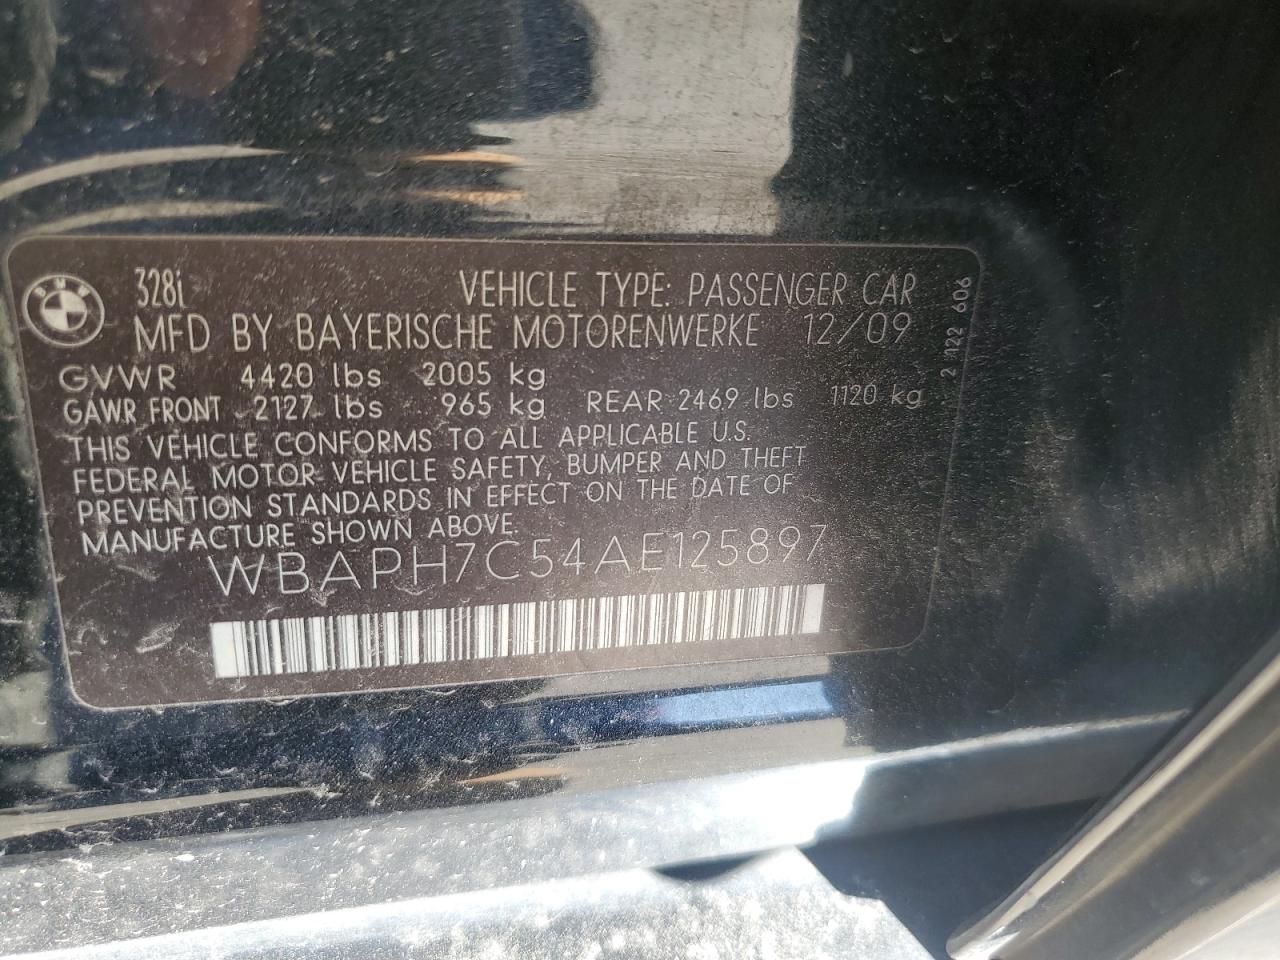 BMW
328i VEHICLE TYPE: PASSENGER CAR
MFD BY BAYERISCHE MOTORENWERKE 12/09
GVWR 4420 lbs 2005 kg
GAWR FRONT 2127 lbs 965 kg REAR 2469 lbs 1120 kg
THIS VEHICLE CONFORMS TO ALL APPLICABLE U.S.
FEDERAL MOTOR VEHICLE SAFETY, BUMPER AND THEFT
PREVENTION STANDARDS IN EFFECT ON THE DATE OF
MANUFACTURE SHOWN ABOVE.
WBAPH7C54AE125897
2 122 606